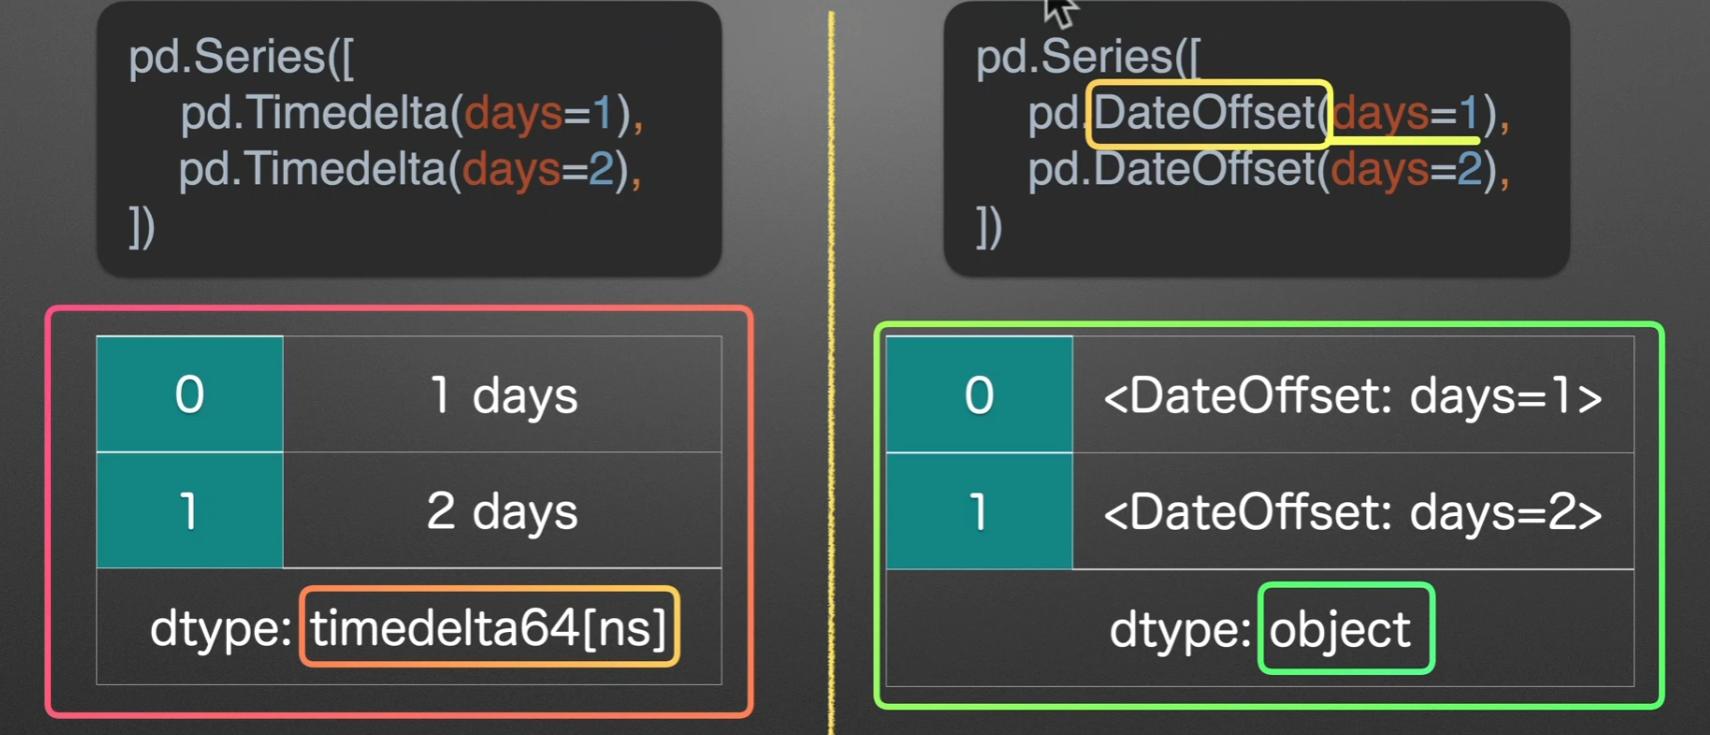 pd.Series([
pd.Timedelta(days=1),
pd.Timedelta(days=2),
])
0 1 days
1 2 days
dtype: timedelta64[ns]
pd.Series([
pd.DateOffset(days=1),
pd.DateOffset(days=2),
])
0 <DateOffset: days=1>
1 <DateOffset: days=2>
dtype: object